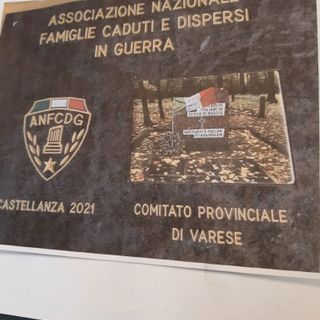 ASSOCIAZIONE NAZIONALE
FAMIGLIE CADUTI E DISPERSI
IN GUERRA
ANFCDG
CASTELLANZA 2021
COMITATO PROVINCIALE
DI VARESE